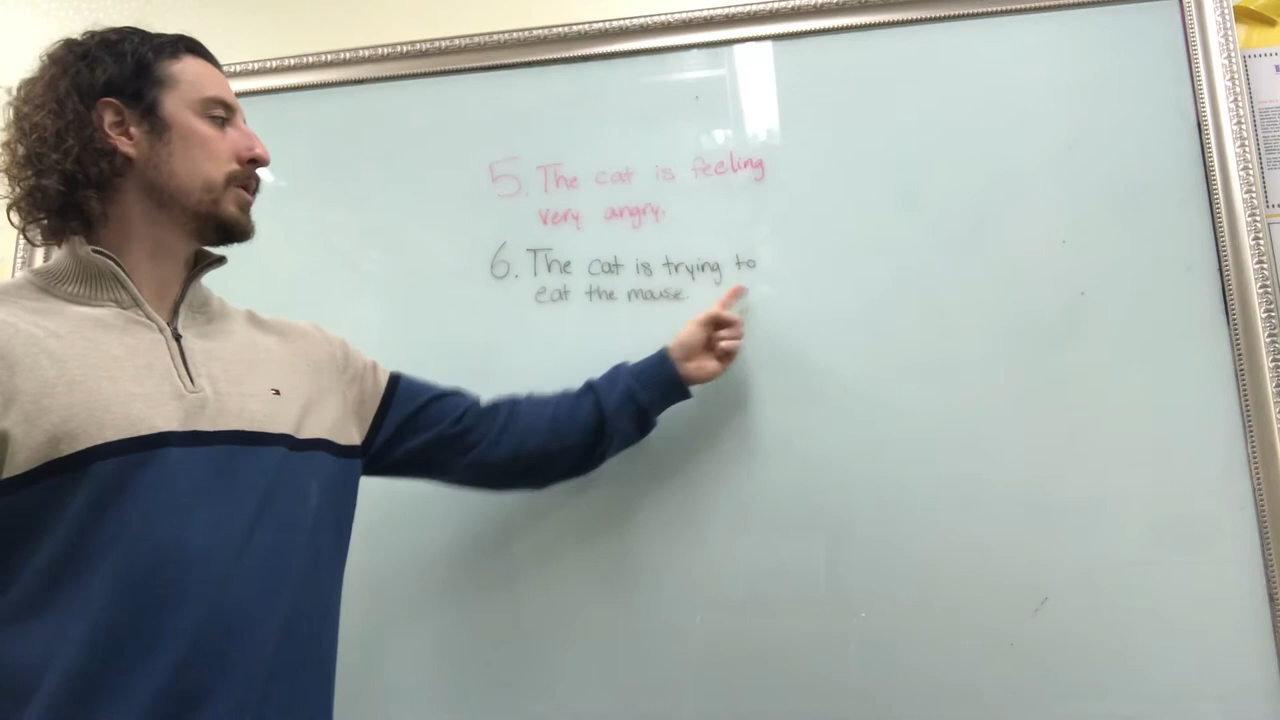 5. The cat is feeling
very angry.
6. The cat is trying to
eat the mouse.